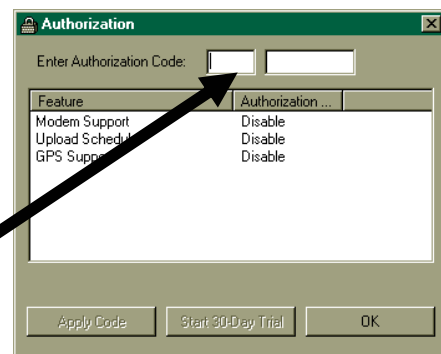 Authorization
Enter Authorization Code:
Feature Authorization ...
Modem Support Disable
Upload Disable
GPS Disable
Apply Code Start 30-Day Trial OK